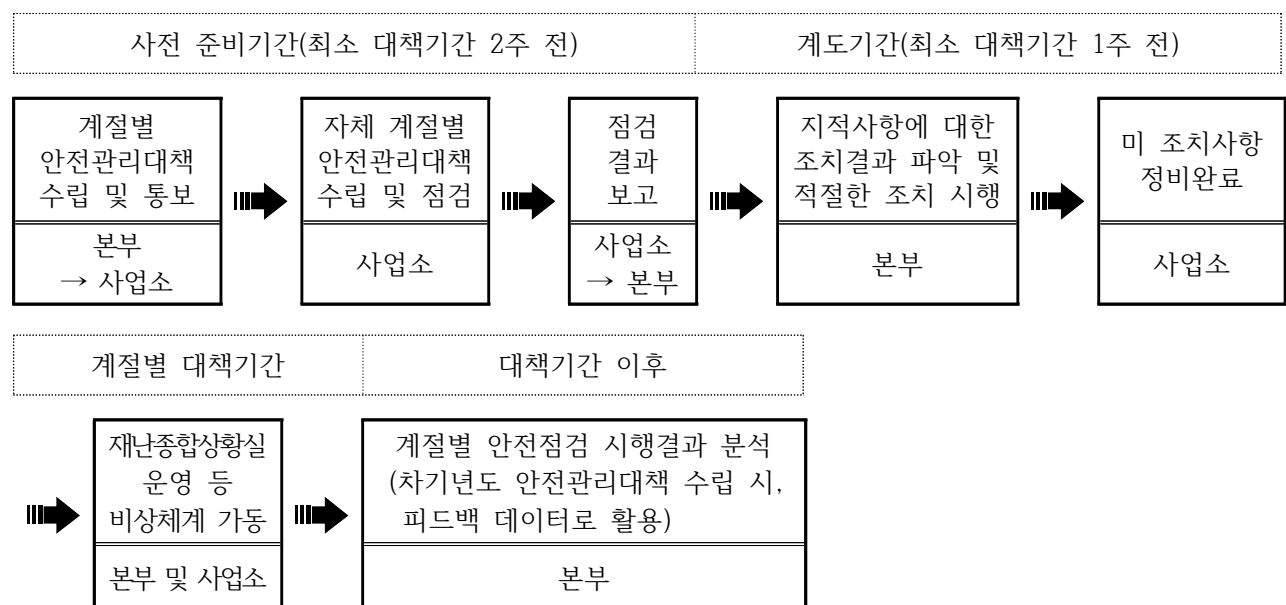 사전 준비기간(최소 대책기간 2주 전)
계도기간(최소 대책기간 1주 전)
계절별
안전관리대책
수립 및 통보
본부
→ 사업소
자체 계절별
안전관리대책
수립 및 점검
사업소
점검
결과
보고
사업소
→ 본부
지적사항에 대한
조치결과 파악 및
적절한 조치 시행
본부
미 조치사항
정비완료
사업소
계절별 대책기간
대책기간 이후
재난종합상황실
운영 등
비상체계 가동
본부 및 사업소
계절별 안전점검 시행결과 분석
(차기년도 안전관리대책 수립 시,
피드백 데이터로 활용)
본부